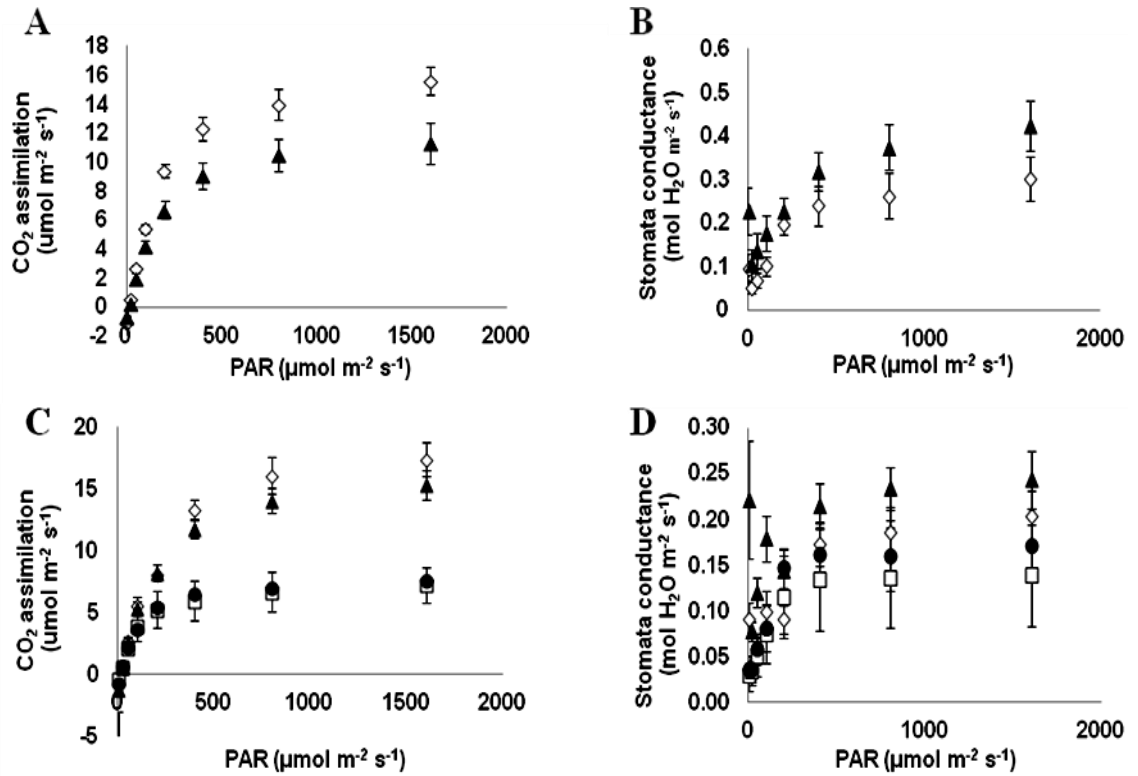 A
CO₂ assimilation
(umol m⁻² s⁻¹)
18
16
14
12
10
8
6
4
2
0
-2
0
500
1000
1500
2000
PAR (µmol m⁻² s⁻¹)
B
Stomata conductance
(mol H₂O m⁻² s⁻¹)
0.6
0.5
0.4
0.3
0.2
0.1
0
0
1000
2000
PAR (µmol m⁻² s⁻¹)
C
CO₂ assimilation
(umol m⁻² s⁻¹)
20
15
10
5
0
-5
0
500
1000
1500
2000
PAR (µmol m⁻² s⁻¹)
D
Stomata conductance
(mol H₂O m⁻² s⁻¹)
0.30
0.25
0.20
0.15
0.10
0.05
0.00
0
1000
2000
PAR (µmol m⁻² s⁻¹)